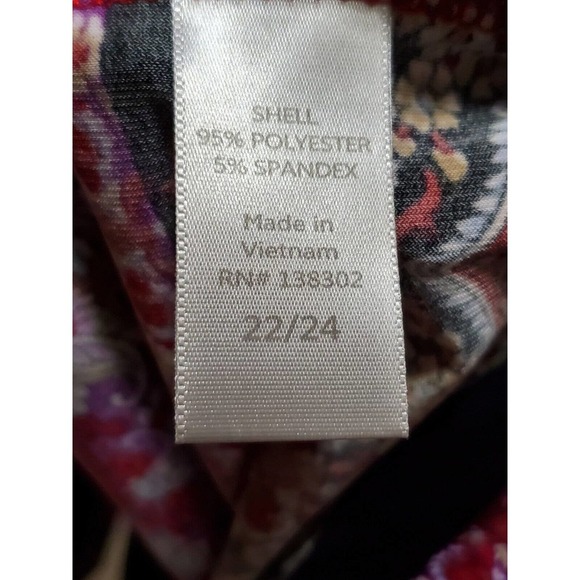 SHELL
95% POLYESTER
5% SPANDEX
Made in
Vietnam
RN# 138302
22/24